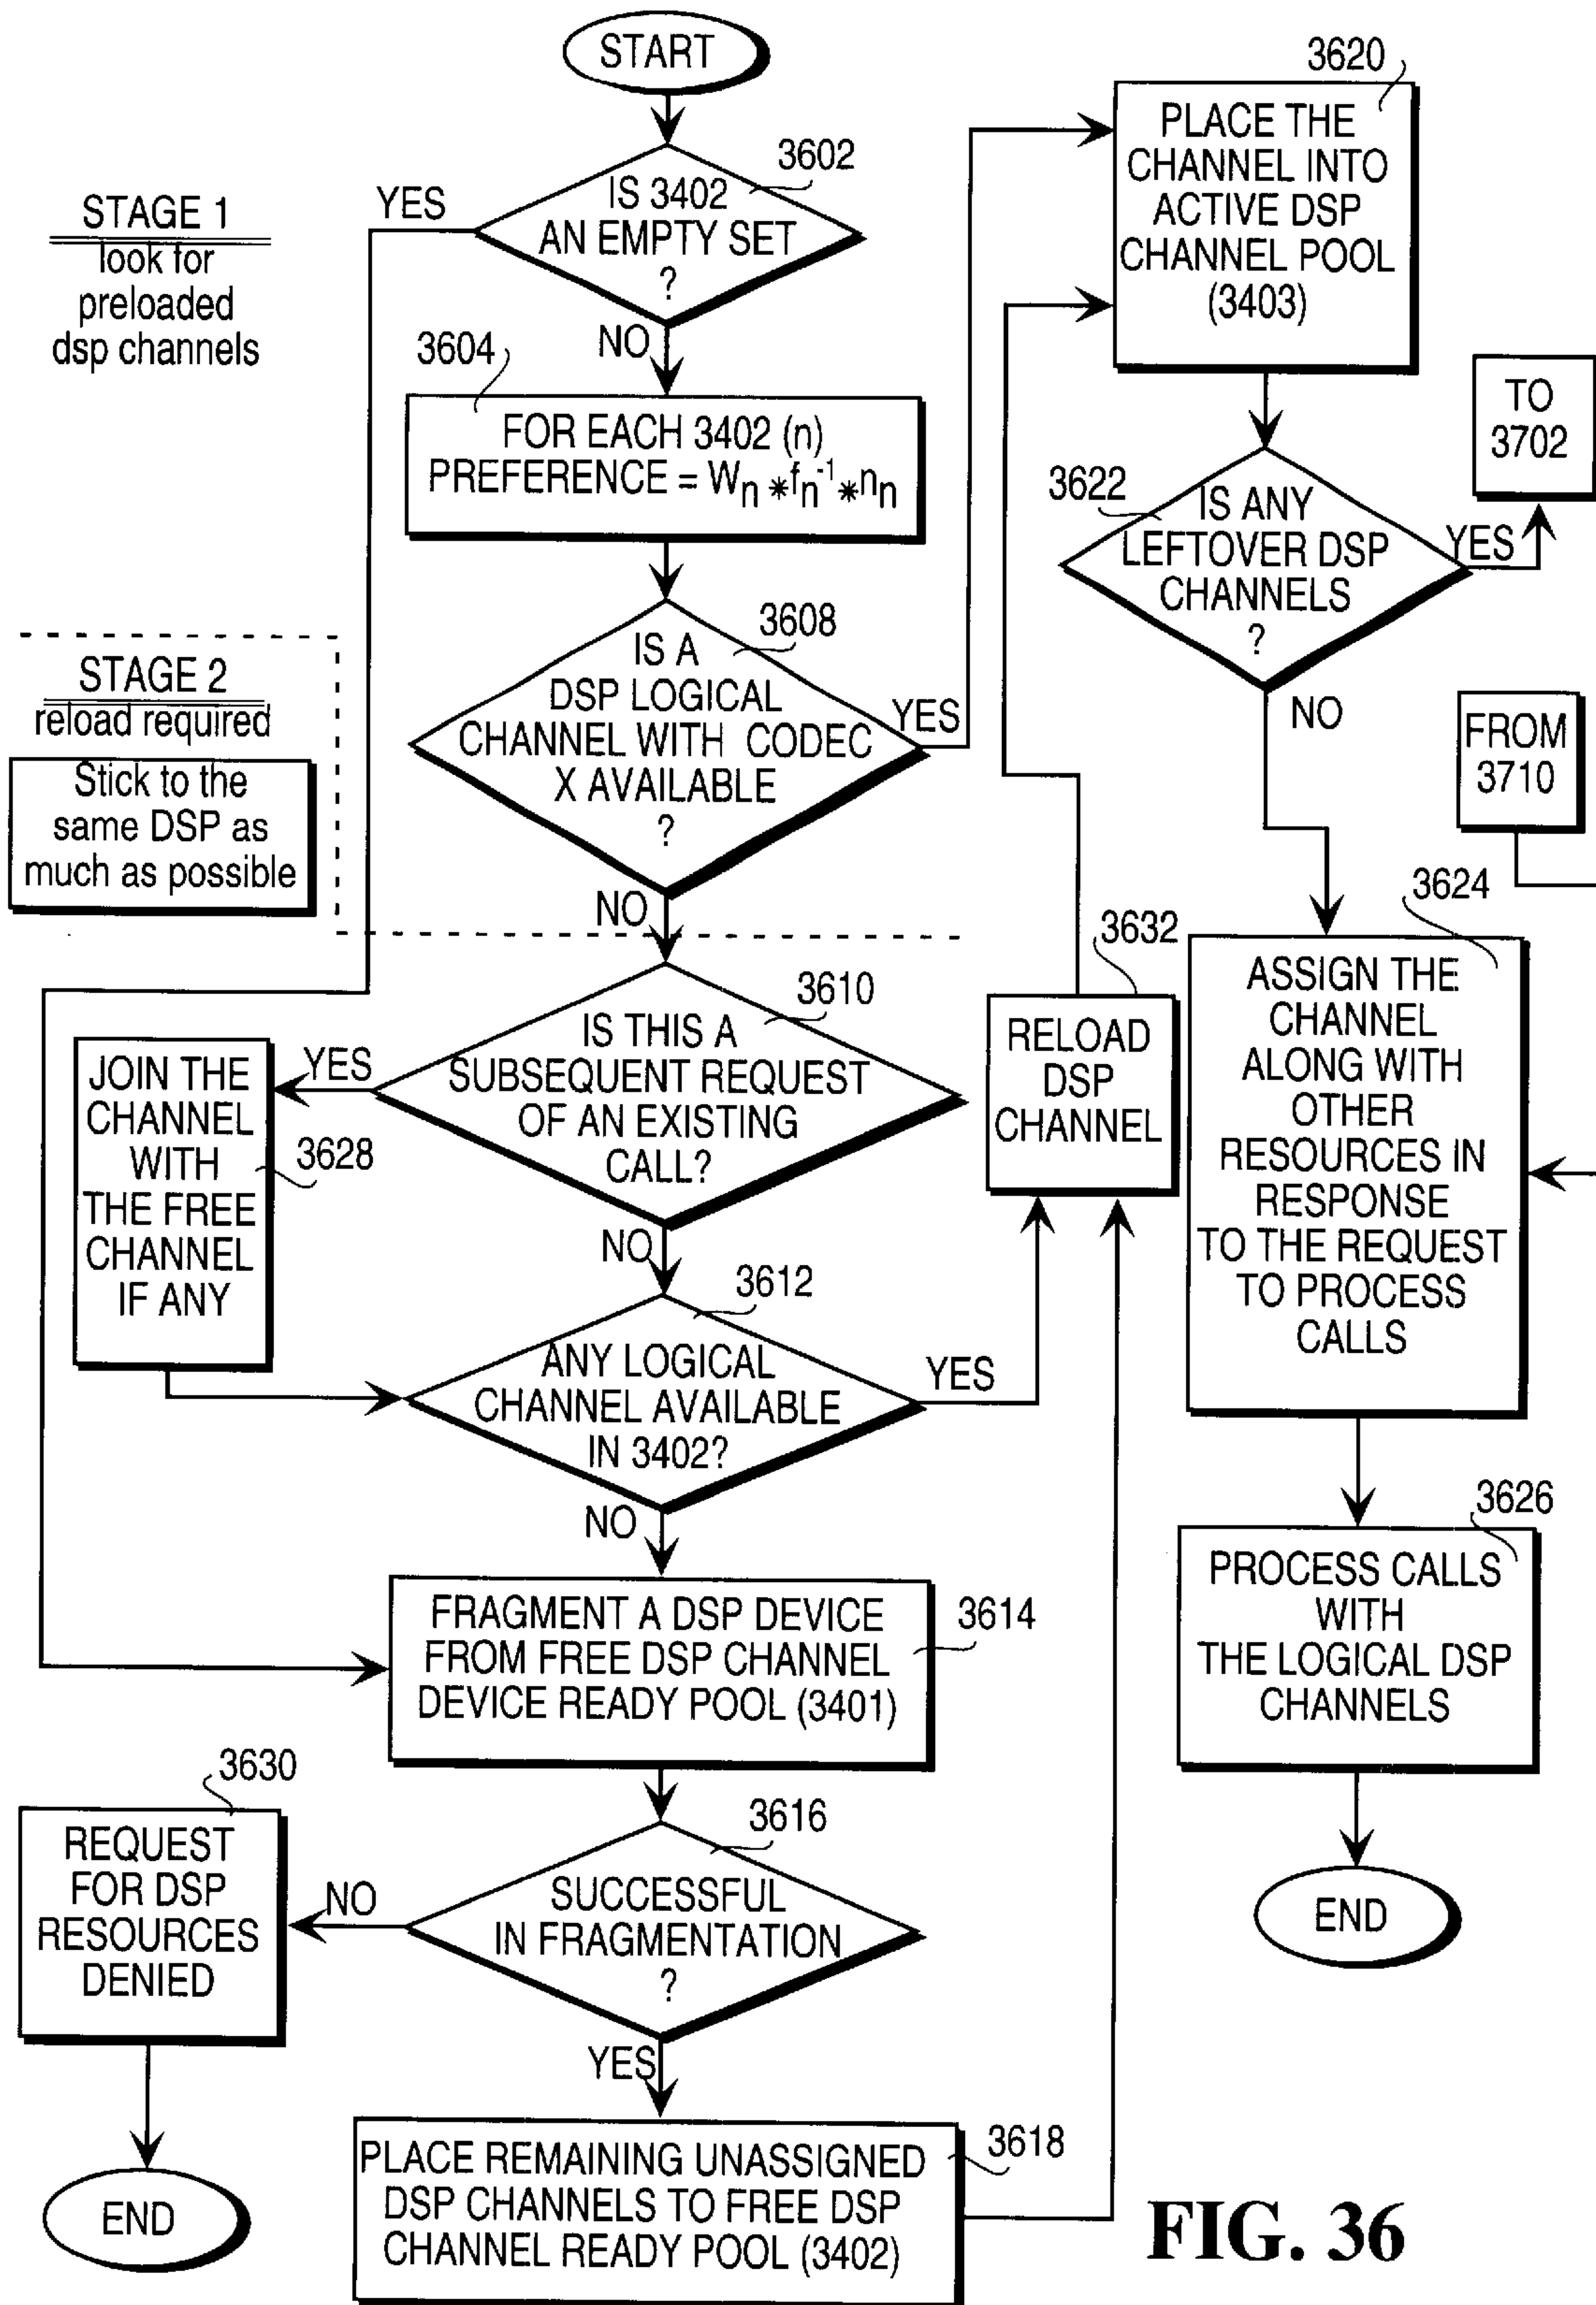 START
3602
IS 3402
AN EMPTY SET
?
YES
NO
STAGE 1
look for
preloaded
dsp channels
3604
FOR EACH 3402 (n)
PREFERENCE = Wn * fn⁻¹ * nn
3608
IS A
DSP LOGICAL
CHANNEL WITH CODEC
X AVAILABLE
?
YES
NO
STAGE 2
reload required
Stick to the
same DSP as
much as possible
3610
IS THIS A
SUBSEQUENT REQUEST
OF AN EXISTING
CALL?
YES
NO
JOIN THE
CHANNEL
WITH
THE FREE
CHANNEL
IF ANY
3628
3612
ANY LOGICAL
CHANNEL AVAILABLE
IN 3402?
YES
NO
3632
RELOAD
DSP
CHANNEL
FRAGMENT A DSP DEVICE
FROM FREE DSP CHANNEL
DEVICE READY POOL (3401)
3614
3616
SUCCESSFUL
IN FRAGMENTATION
?
NO
YES
3630
REQUEST
FOR DSP
RESOURCES
DENIED
END
PLACE REMAINING UNASSIGNED
DSP CHANNELS TO FREE DSP
CHANNEL READY POOL (3402)
3618
3620
PLACE THE
CHANNEL INTO
ACTIVE DSP
CHANNEL POOL
(3403)
3622
IS ANY
LEFTOVER DSP
CHANNELS
?
YES
NO
TO
3702
FROM
3710
3624
ASSIGN THE
CHANNEL
ALONG WITH
OTHER
RESOURCES IN
RESPONSE
TO THE REQUEST
TO PROCESS
CALLS
3626
PROCESS CALLS
WITH
THE LOGICAL DSP
CHANNELS
END
FIG. 36